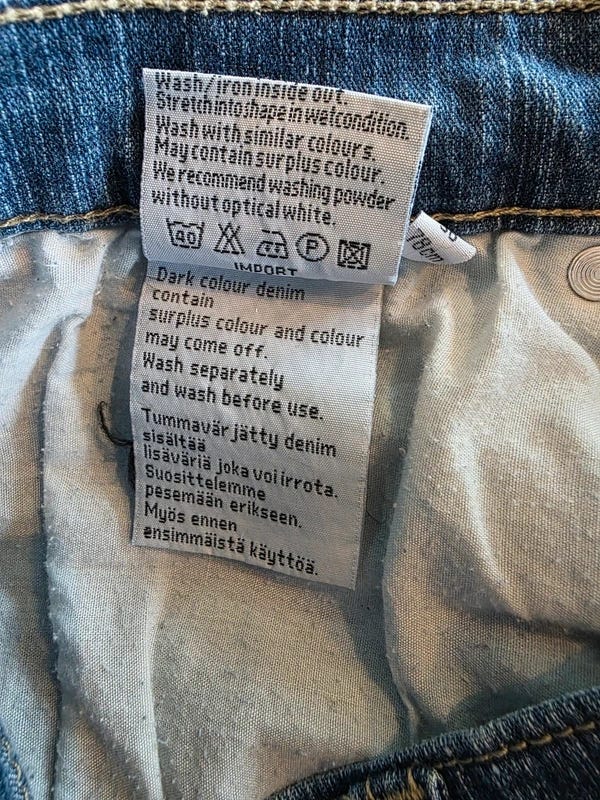 Wash/iron inside out.
Stretch into shape in wet condition.
Wash with similar colours.
May contain surplus colour.
We recommend washing powder
without optical white.
40 P
IMPORT
78cm
Dark colour denim
contain
surplus colour and colour
may come off.
Wash separately
and wash before use.
Tummavärjätty denim
sisältää
lisäväriä joka voi irrota.
Suosittelemme
pesemään erikseen.
Myös ennen
ensimmäistä käyttöä.